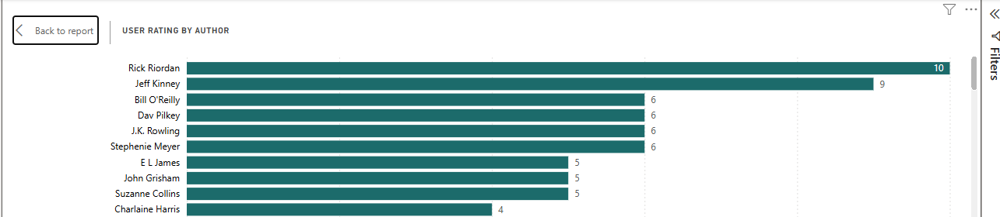 Back to report
USER RATING BY AUTHOR
Filters
Rick Riordan 10
Jeff Kinney 9
Bill O'Reilly 6
Dav Pilkey 6
J.K. Rowling 6
Stephenie Meyer 6
E L James 5
John Grisham 5
Suzanne Collins 5
Charlaine Harris 4